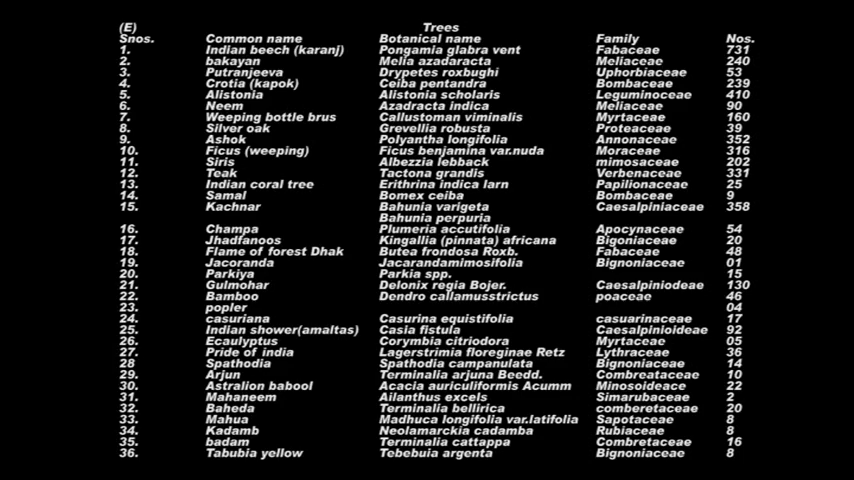 (E) Trees
Snos. Common name Botanical name Family Nos.
1. Indian beech (karanj) Pongamia glabra vent Fabaceae 731
2. bakayan Melia azadaracta Meliaceae 240
3. Putranjeeva Drypetes roxbughi Uphorbiaceae 53
4. Crotia (kapok) Ceiba pentandra Bombaceae 239
5. Alistonia Alistonia scholaris Leguminoceae 410
6. Neem Azadracta indica Meliaceae 90
7. Weeping bottle brus Callustoman viminalis Myrtaceae 160
8. Silver oak Grevellia robusta Proteaceae 39
9. Ashok Polyantha longifolia Annonaceae 352
10. Ficus (weeping) Ficus benjamina var.nuda Moraceae 316
11. Siris Albezzia lebback mimosaceae 202
12. Teak Tactona grandis Verbenaceae 331
13. Indian coral tree Erithrina indica larn Papilionaceae 25
14. Samal Bomex ceiba Bombaceae 9
15. Kachnar Bahunia varigeta Caesalpiniaceae 358
Bahunia perpuria
16. Champa Plumeria accutifolia Apocynaceae 54
17. Jhadfanoos Kingallia (pinnata) africana Bigoniaceae 20
18. Flame of forest Dhak Butea frondosa Roxb. Fabaceae 48
19. Jacoranda Jacarandamimosifolia Bignoniaceae 01
20. Parkiya Parkia spp. 15
21. Gulmohar Delonix regia Bojer. Caesalpiniodeae 130
22. Bamboo Dendro callamusstrictus poaceae 46
23. popler 04
24. casuriana Casurina equistifolia casuarinaceae 17
25. Indian shower(amaltas) Casia fistula Caesalpinioideae 92
26. Ecaulyptus Corymbia citriodora Myrtaceae 05
27. Pride of india Lagerstrimia floreginae Retz Lythraceae 36
28 Spathodia Spathodia campanulata Bignoniaceae 14
29. Arjun Terminalia arjuna Beedd. Combreataceae 10
30. Astralion babool Acacia auriculiformis Acumm Minosoideace 22
31. Mahaneem Ailanthus excels Simarubaceae 2
32. Baheda Terminalia bellirica comberetaceae 20
33. Mahua Madhuca longifolia var.latifolia Sapotaceae 8
34. Kadamb Neolamarckia cadamba Rubiaceae 8
35. badam Terminalia cattappa Combretaceae 16
36. Tabubia yellow Tebebuia argenta Bignoniaceae 8